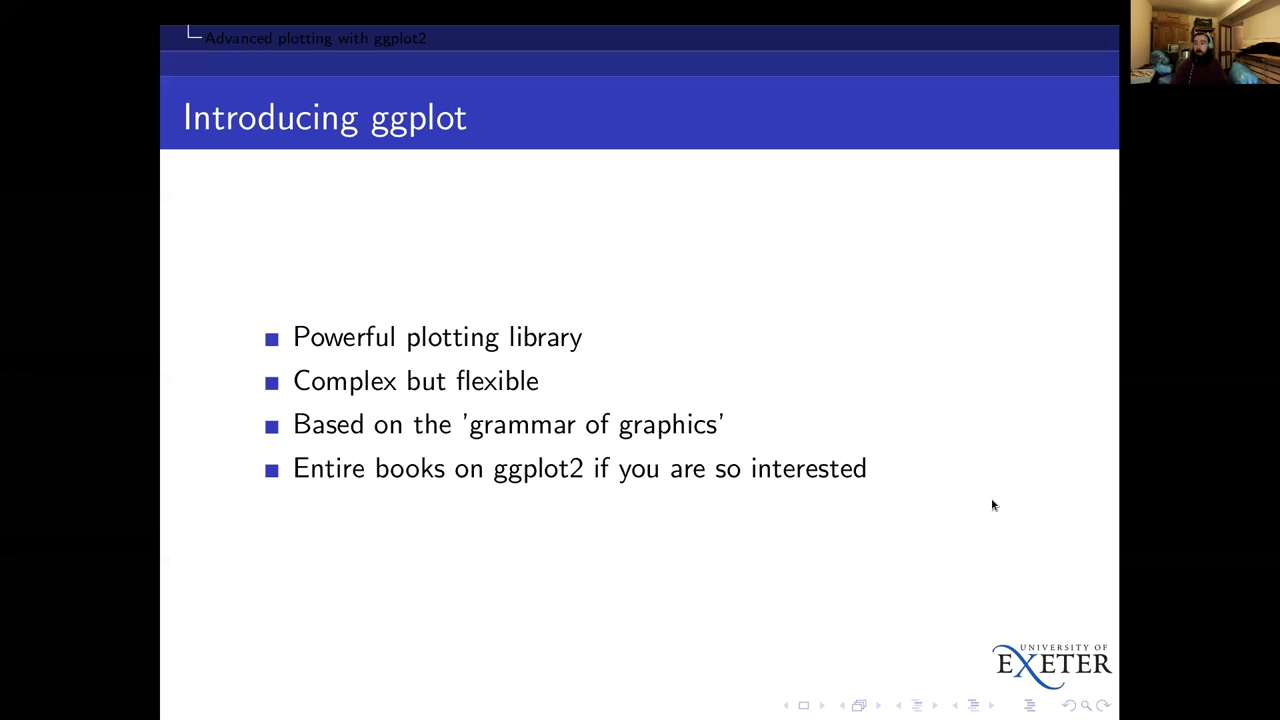 Advanced plotting with ggplot2
Introducing ggplot
Powerful plotting library
Complex but flexible
Based on the 'grammar of graphics'
Entire books on ggplot2 if you are so interested
UNIVERSITY OF
EXETER